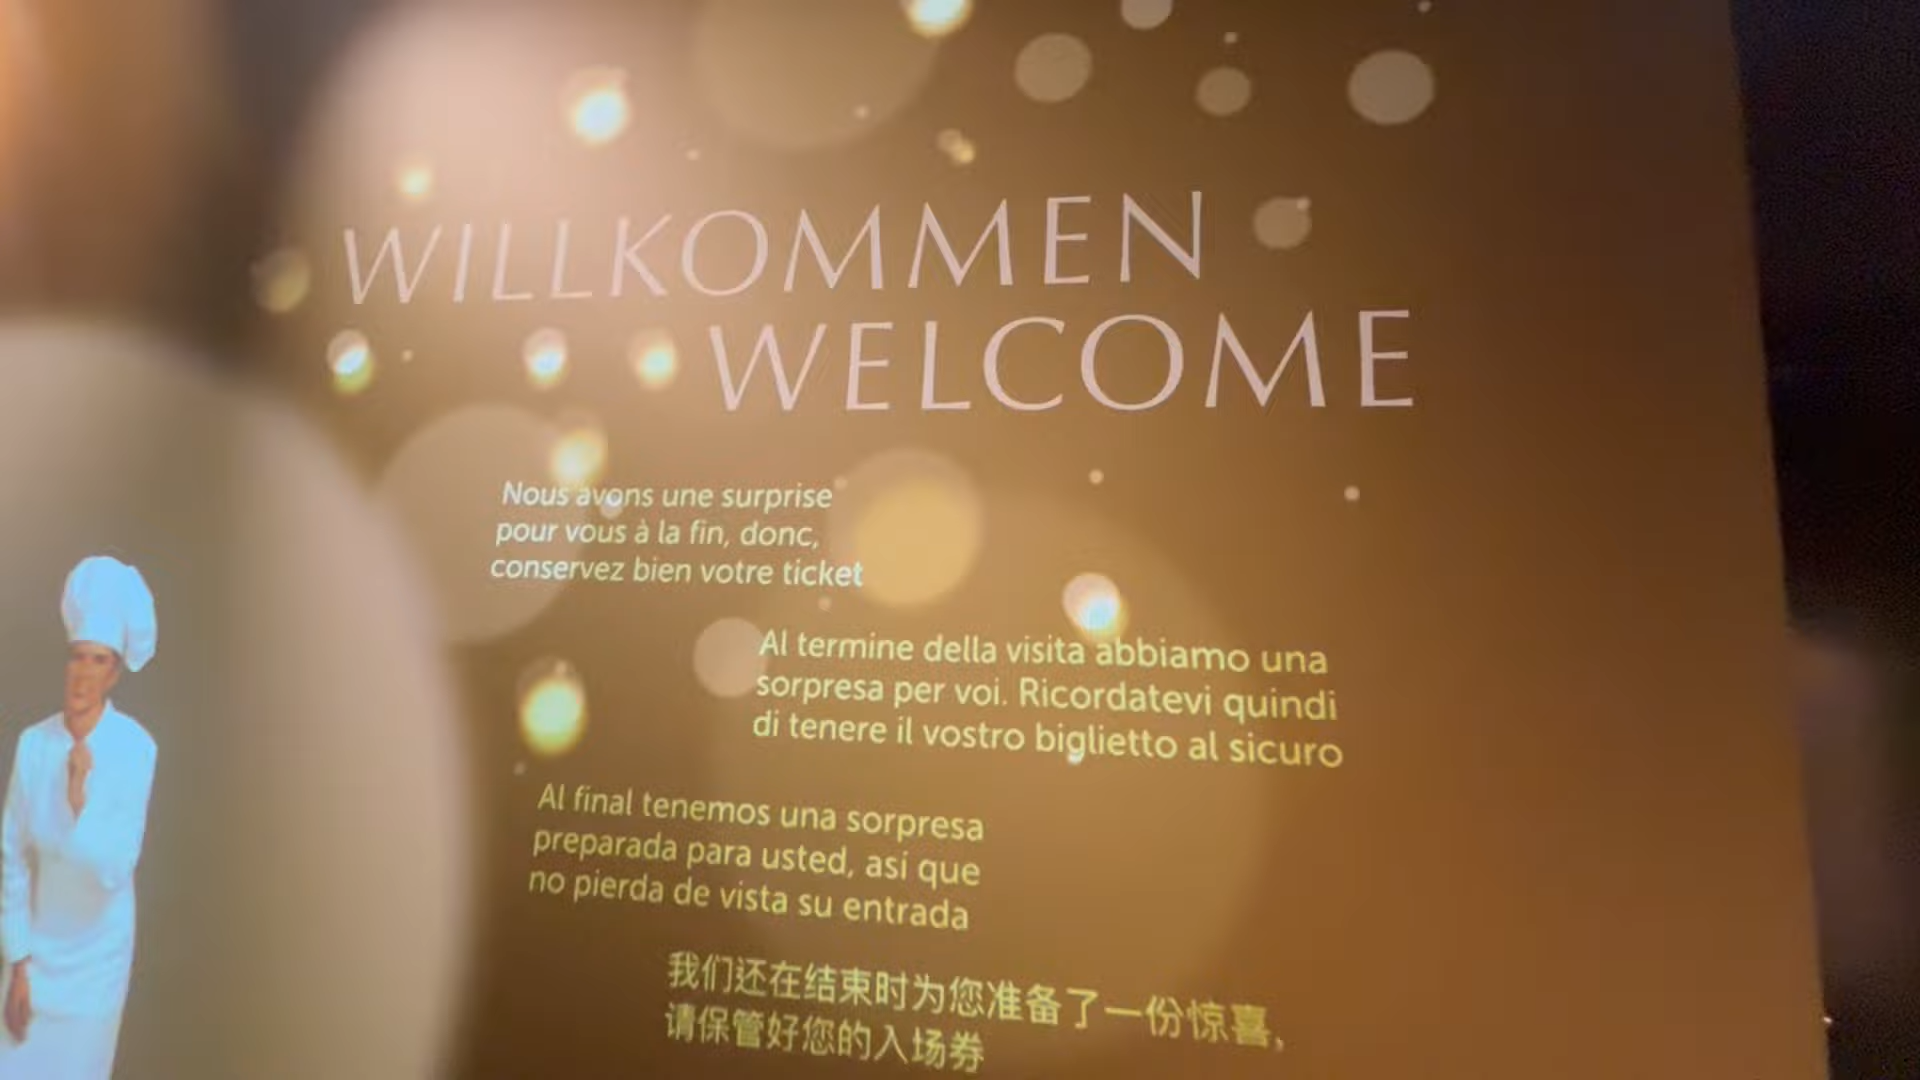 WILLKOMMEN
WELCOME
Nous avons une surprise
pour vous à la fin, donc,
conservez bien votre ticket
Al termine della visita abbiamo una
sorpresa per voi. Ricordatevi quindi
di tenere il vostro biglietto al sicuro
Al final tenemos una sorpresa
preparada para usted, así que
no pierda de vista su entrada
我们还在结束时为您准备了一份惊喜,
请保管好您的入场券